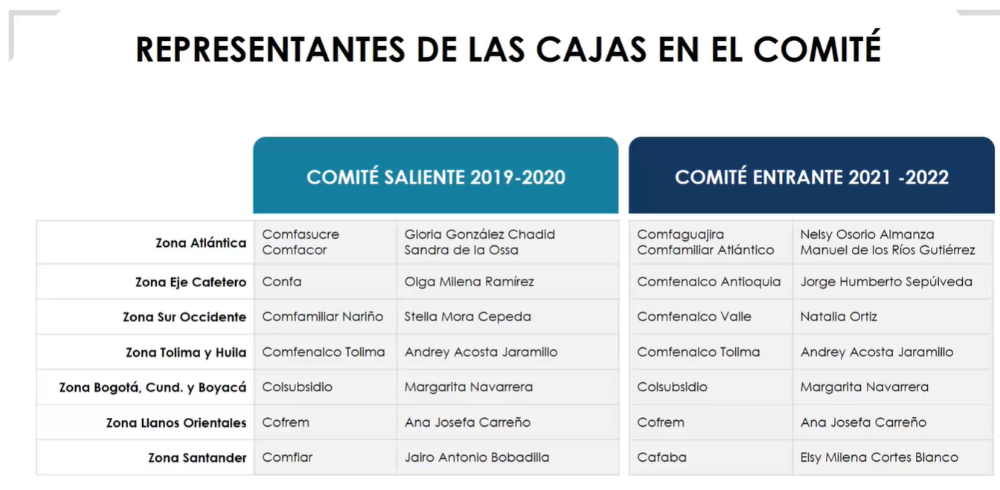 REPRESENTANTES DE LAS CAJAS EN EL COMITÉ
COMITÉ SALIENTE 2019-2020
COMITÉ ENTRANTE 2021 -2022
Zona Atlántica
Comfasucre
Comfacor
Gloria González Chadid
Sandra de la Ossa
Comfaguajira
Comfamiliar Atlántico
Nelsy Osorio Almanza
Manuel de los Ríos Gutiérrez
Zona Eje Cafetero
Confa
Olga Milena Ramírez
Comfenalco Antioquia
Jorge Humberto Sepúlveda
Zona Sur Occidente
Comfamiliar Nariño
Stella Mora Cepeda
Comfenalco Valle
Natalia Ortiz
Zona Tolima y Huila
Comfenalco Tolima
Andrey Acosta Jaramillo
Comfenalco Tolima
Andrey Acosta Jaramillo
Zona Bogotá, Cund. y Boyacá
Colsubsidio
Margarita Navarrera
Colsubsidio
Margarita Navarrera
Zona Llanos Orientales
Cofrem
Ana Josefa Carreño
Cofrem
Ana Josefa Carreño
Zona Santander
Comfiar
Jairo Antonio Bobadilla
Cafaba
Elsy Milena Cortes Blanco